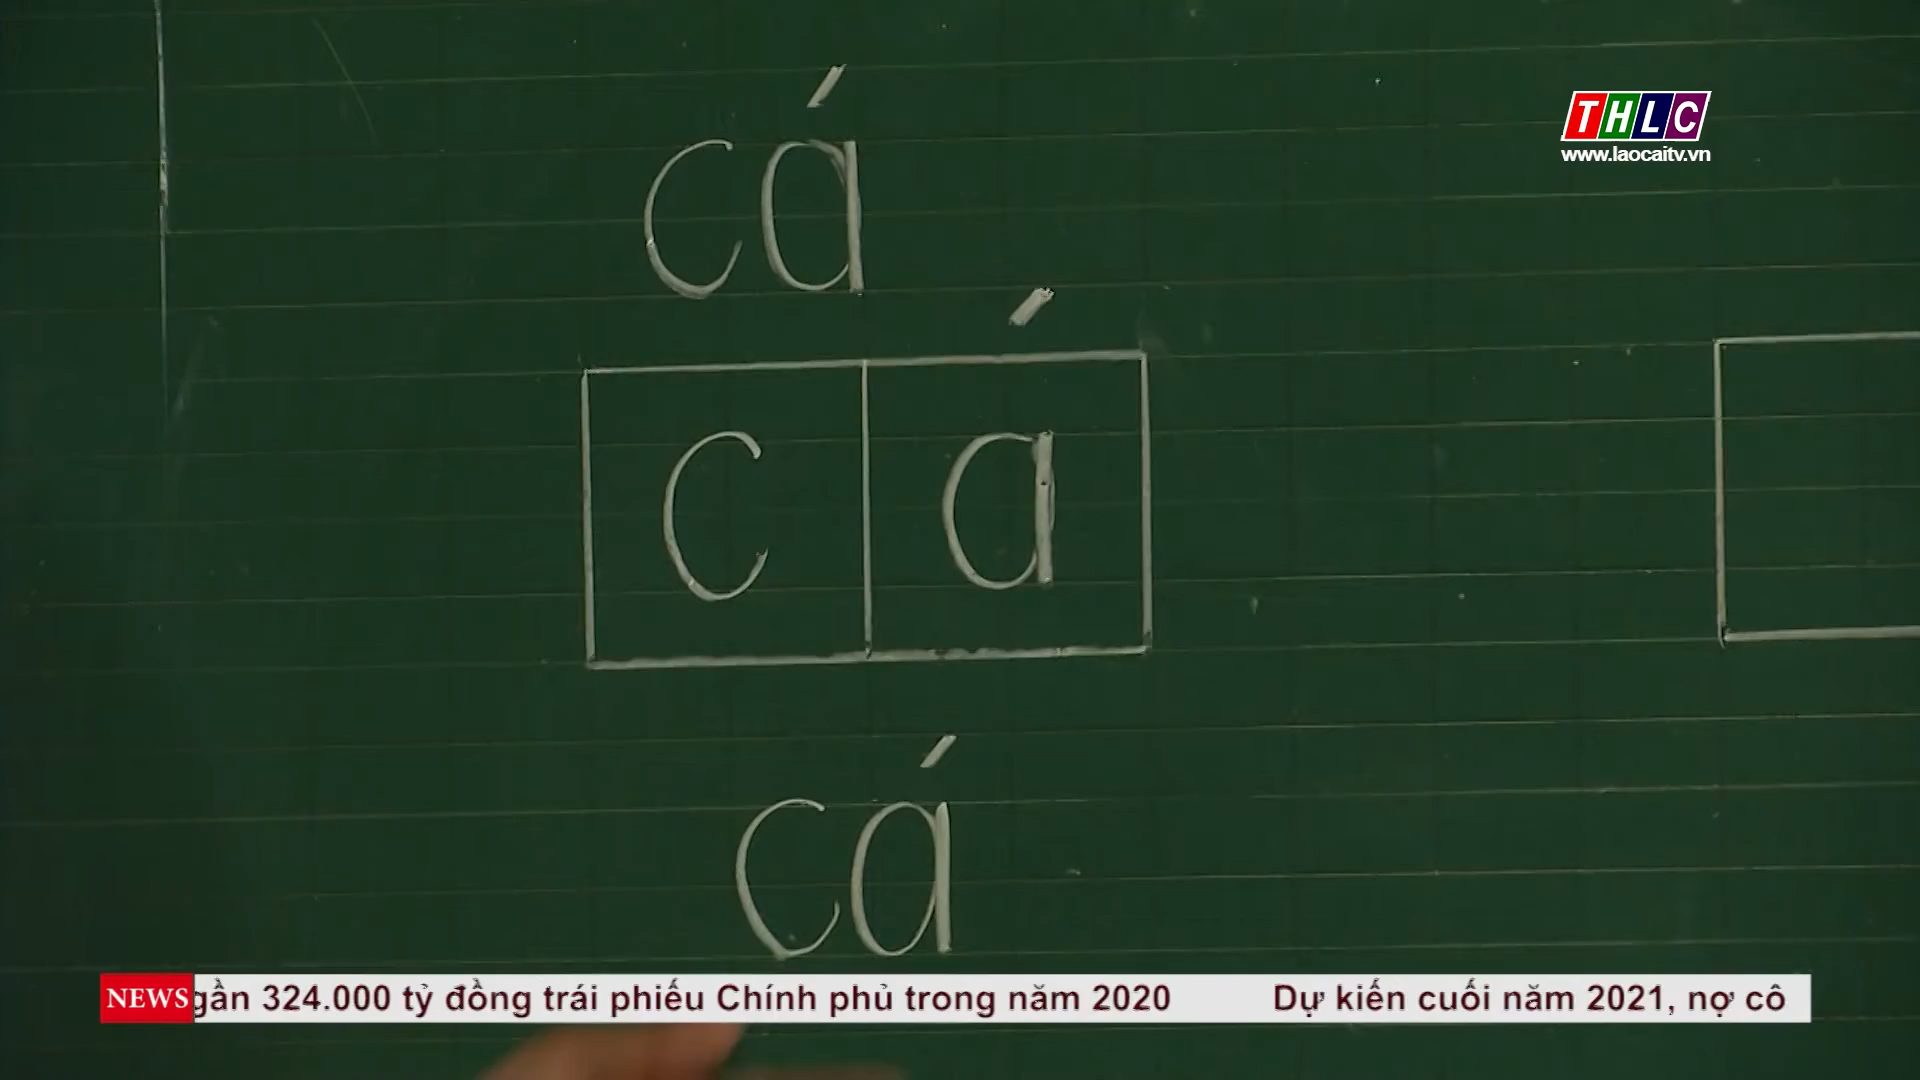 THLC
www.laocaitv.vn
cá
c á
cá
NEWS gần 324.000 tỷ đồng trái phiếu Chính phủ trong năm 2020 Dự kiến cuối năm 2021, nợ cô